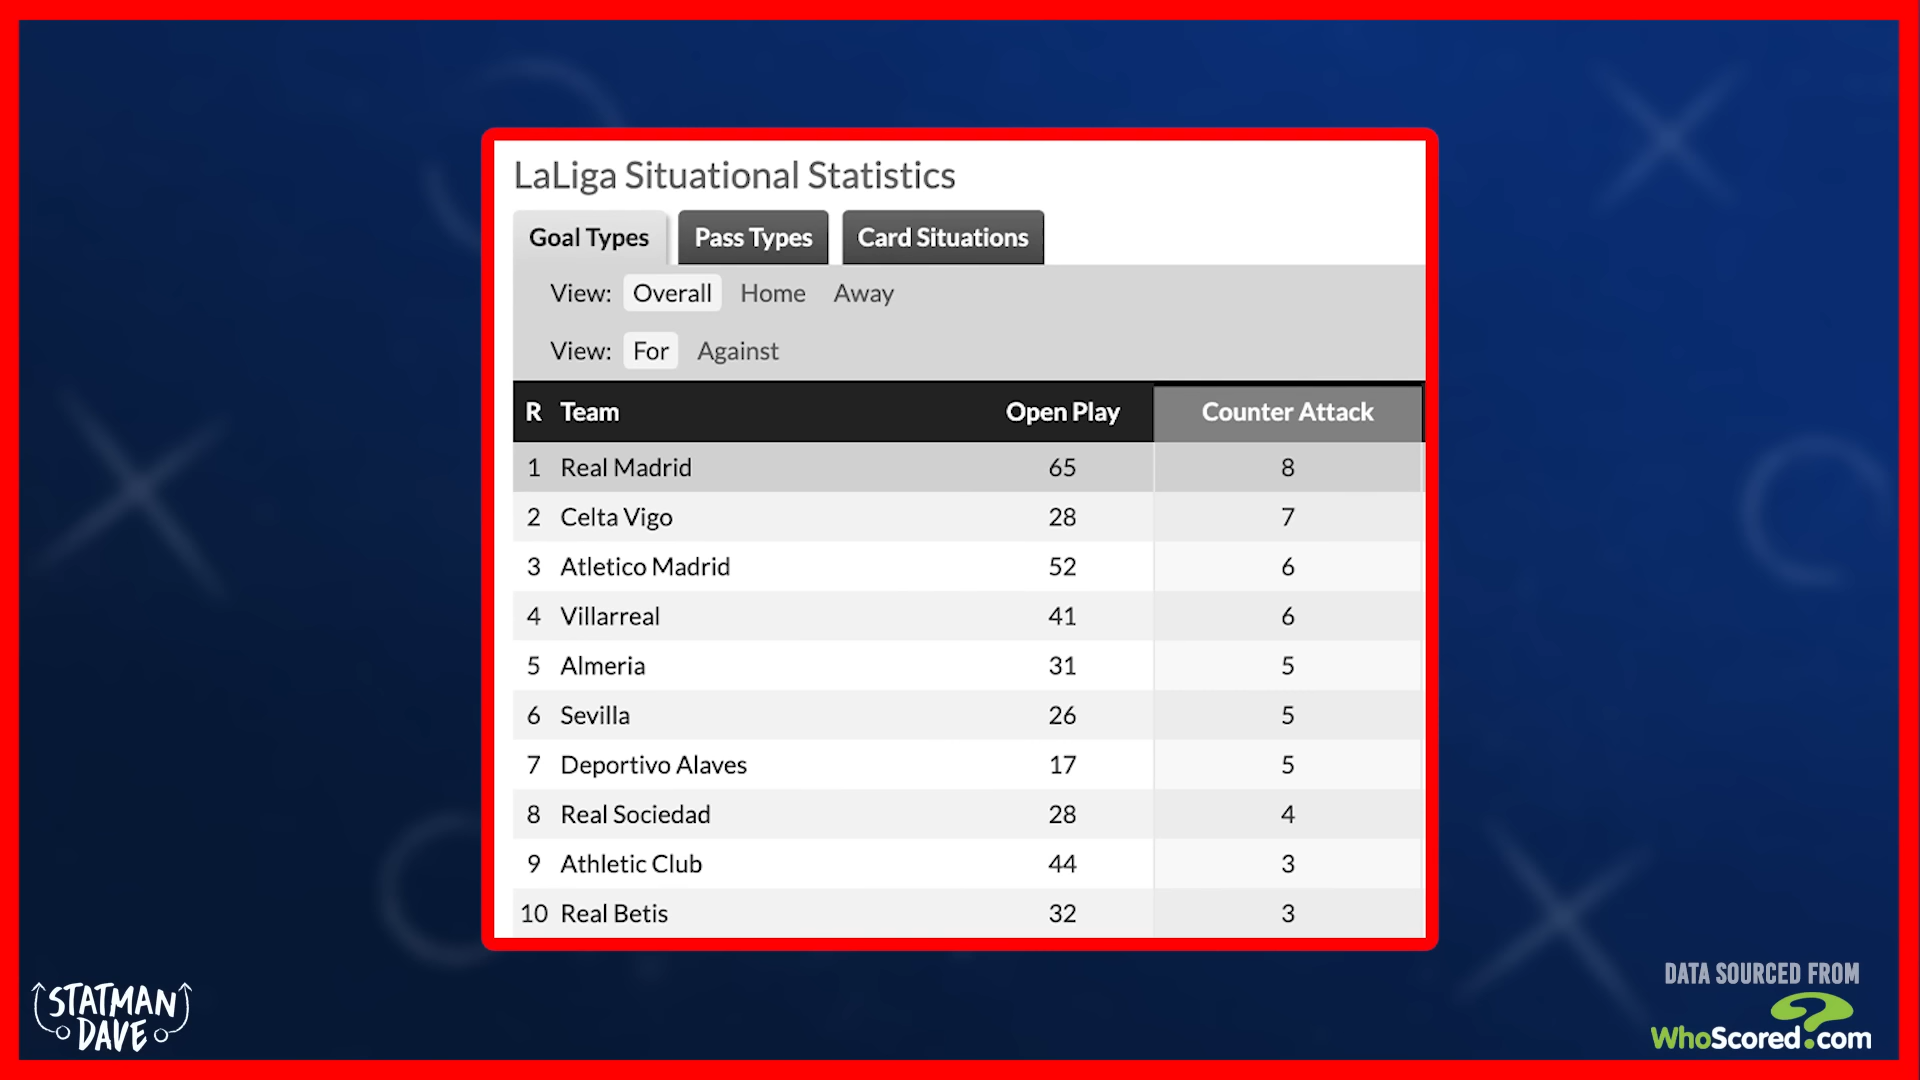 LaLiga Situational Statistics
Goal Types Pass Types Card Situations
View: Overall Home Away
View: For Against
R Team Open Play Counter Attack
1 Real Madrid 65 8
2 Celta Vigo 28 7
3 Atletico Madrid 52 6
4 Villarreal 41 6
5 Almeria 31 5
6 Sevilla 26 5
7 Deportivo Alaves 17 5
8 Real Sociedad 28 4
9 Athletic Club 44 3
10 Real Betis 32 3
STATMAN
DAVE
DATA SOURCED FROM
WhoScored.com